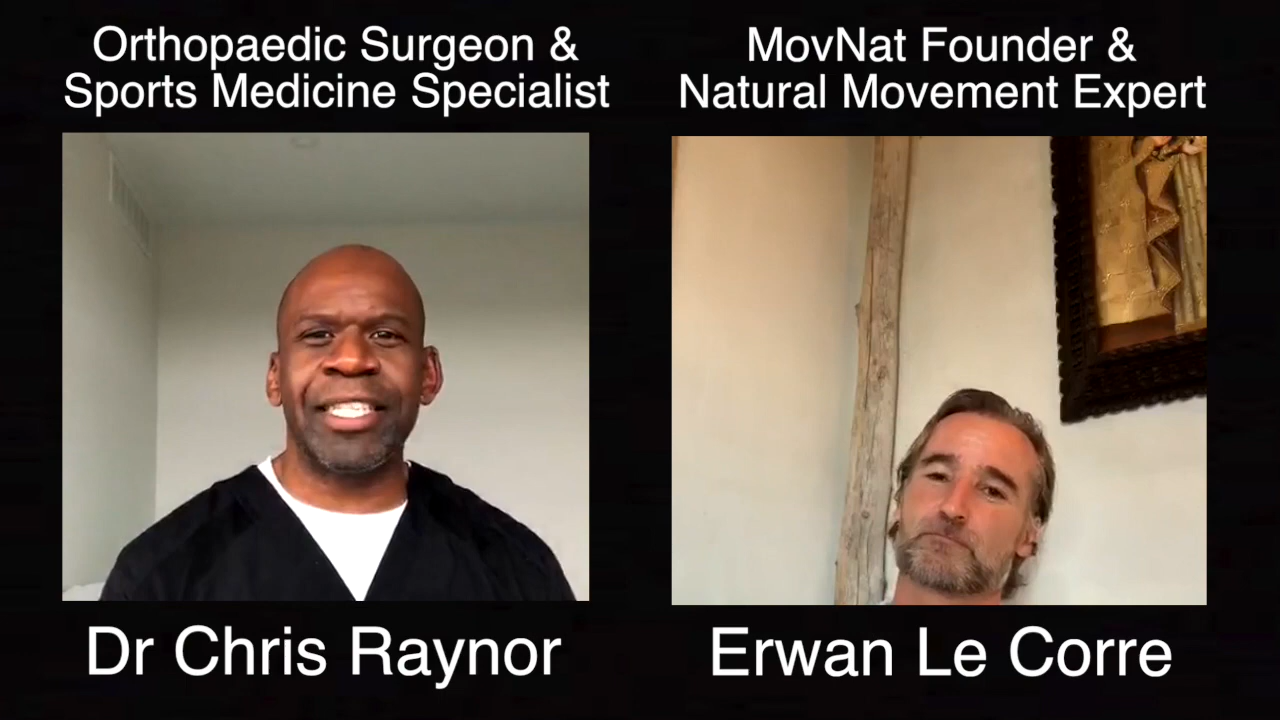 Orthopaedic Surgeon &
Sports Medicine Specialist
MovNat Founder &
Natural Movement Expert
Dr Chris Raynor
Erwan Le Corre